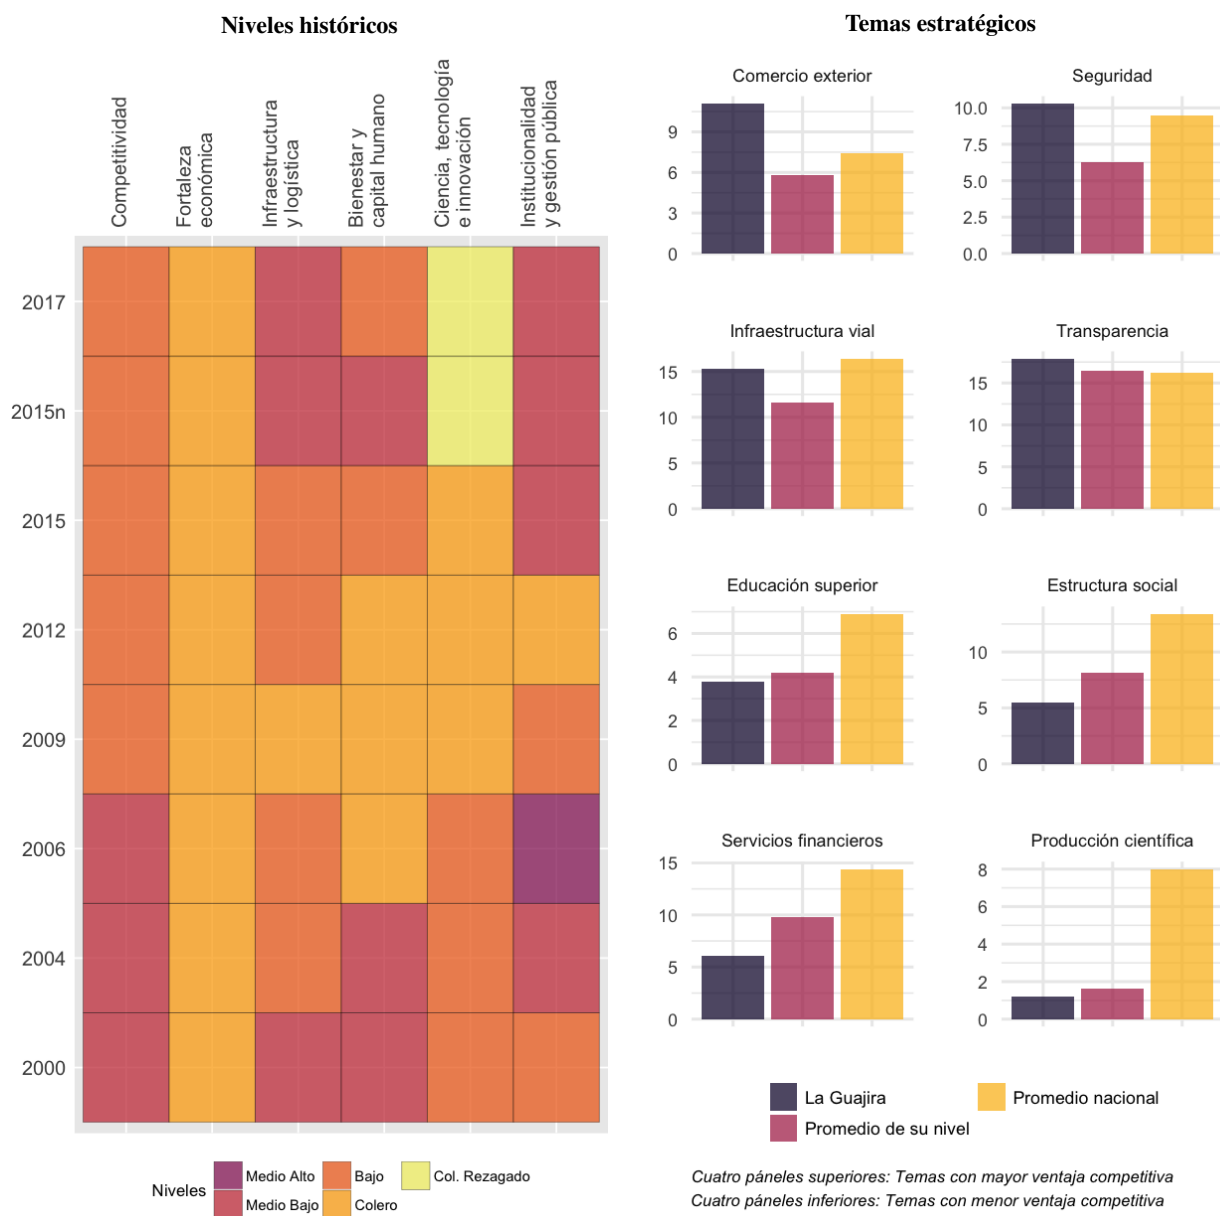 Niveles históricos
Competitividad
Fortaleza
económica
Infraestructura
y logística
Bienestar y
capital humano
Ciencia, tecnología
e innovación
Institucionalidad
y gestión pública
2017
2015n
2015
2012
2009
2006
2004
2000
Niveles
Medio Alto
Bajo
Col. Rezagado
Medio Bajo
Colero
Temas estratégicos
Comercio exterior
9
6
3
0
Seguridad
10.0
7.5
5.0
2.5
0.0
Infraestructura vial
15
10
5
0
Transparencia
15
10
5
0
Educación superior
6
4
2
0
Estructura social
10
5
0
Servicios financieros
15
10
5
0
Producción científica
8
6
4
2
0
La Guajira
Promedio nacional
Promedio de su nivel
Cuatro páneles superiores: Temas con mayor ventaja competitiva
Cuatro páneles inferiores: Temas con menor ventaja competitiva